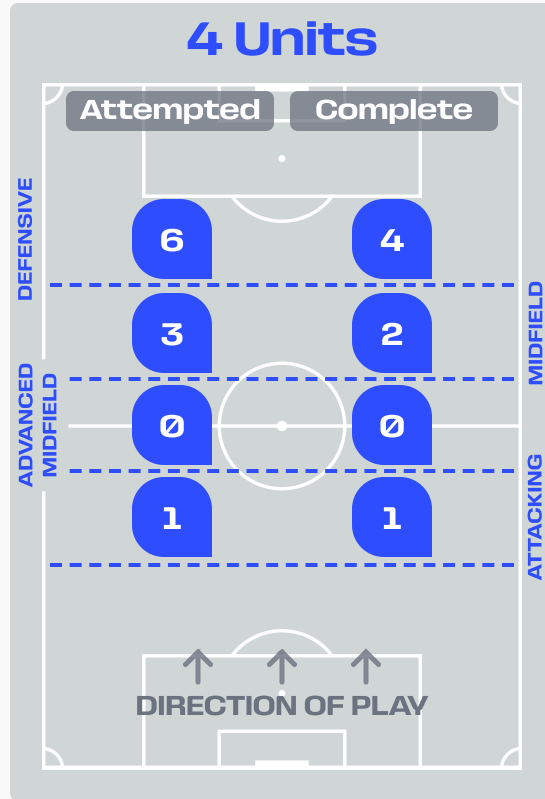 4 Units
Attempted Complete
DEFENSIVE
6 4
MIDFIELD
3 2
ADVANCED
MIDFIELD
0 0
ATTACKING
1 1
DIRECTION OF PLAY